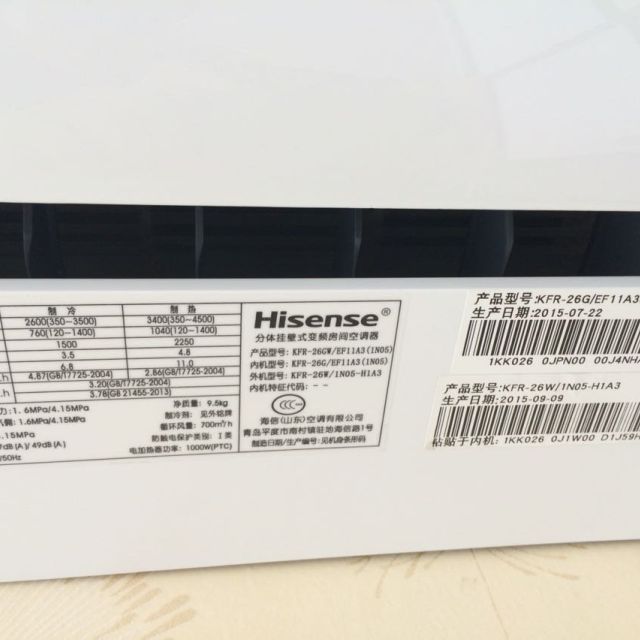 制 冷 制 热
2600(350~3500) 3400(350~4500)
760(120~1400) 1040(120~1400)
1500 2250
3.5 4.8
6.8 11.0
4.87(GB/T7725-2004) 2.86(GB/T7725-2004)
3.20(GB/T7725-2004)
3.78(GB 21455-2013)
1.6MPa/4.15MPa
1.6MPa/4.15MPa
49dB(A)
/50Hz
净质量: 9.5kg
制冷剂: 见外铭牌
循环风量: 700m³/h
防触电保护类别: I 类
电加热器功率: 1000W(PTC)
Hisense
分体挂壁式变频房间空调器
产品型号: KFR-26GW/EF11A3(1N05)
内机型号: KFR-26G/EF11A3(1N05)
外机型号: KFR-26W/1N05-H1A3
内机特征代码: --
海信(山东)空调有限公司
青岛平度市南村镇驻地海信路1号
制造日期/生产编号: 见机身条形码
产品型号:KFR-26G/EF11A3
生产日期:2015-07-22
1KK026 0JPN00 00J4NH
产品型号:KFR-26W/1N05-H1A3
生产日期:2015-09-09
粘贴于内机: 1KK026 0J1W00 D1J59H